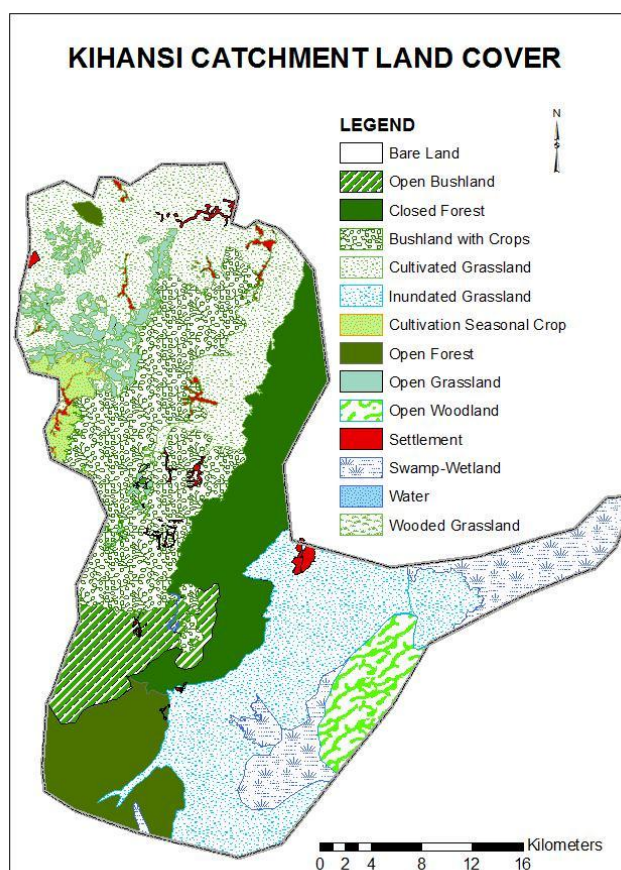 KIHANSI CATCHMENT LAND COVER
N
S
LEGEND
Bare Land
Open Bushland
Closed Forest
Bushland with Crops
Cultivated Grassland
Inundated Grassland
Cultivation Seasonal Crop
Open Forest
Open Grassland
Open Woodland
Settlement
Swamp-Wetland
Water
Wooded Grassland
Kilometers
0 2 4 8 12 16